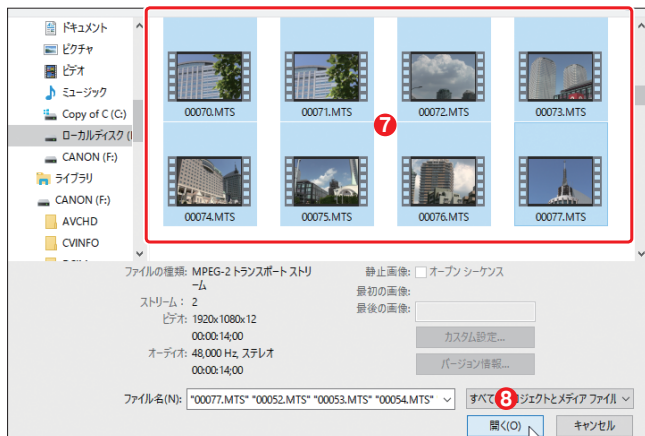 ドキュメント
ピクチャ
ビデオ
ミュージック
Copy of C (C:)
ローカルディスク (
CANON (F:)
ライブラリ
CANON (F:)
AVCHD
CVINFO
00070.MTS
00071.MTS
00072.MTS
00073.MTS
7
00074.MTS
00075.MTS
00076.MTS
00077.MTS
ファイルの種類: MPEG-2 トランスポート ストリ
ーム
ストリーム : 2
ビデオ: 1920x1080x12
00:00:14;00
オーディオ: 48,000 Hz, ステレオ
00:00:14;00
静止画像: オープン シーケンス
最初の画像:
最後の画像:
カスタム設定...
バージョン情報...
ファイル名(N): "00077.MTS" "00052.MTS" "00053.MTS" "00054.MTS"
すべて ロジェクトとメディア ファイル
8
開く(O)
キャンセル